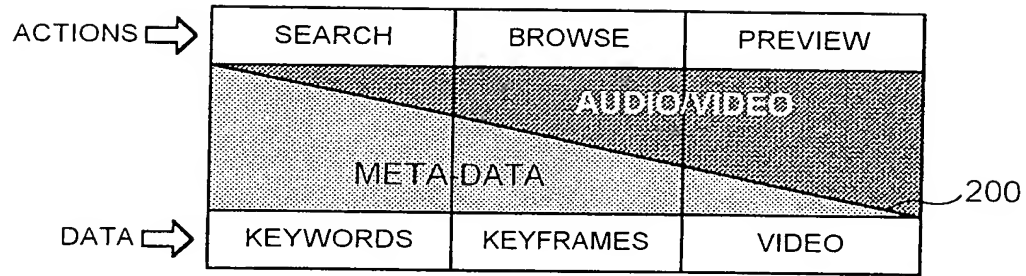 ACTIONS SEARCH BROWSE PREVIEW
AUDIO/VIDEO
META-DATA
200
DATA KEYWORDS KEYFRAMES VIDEO